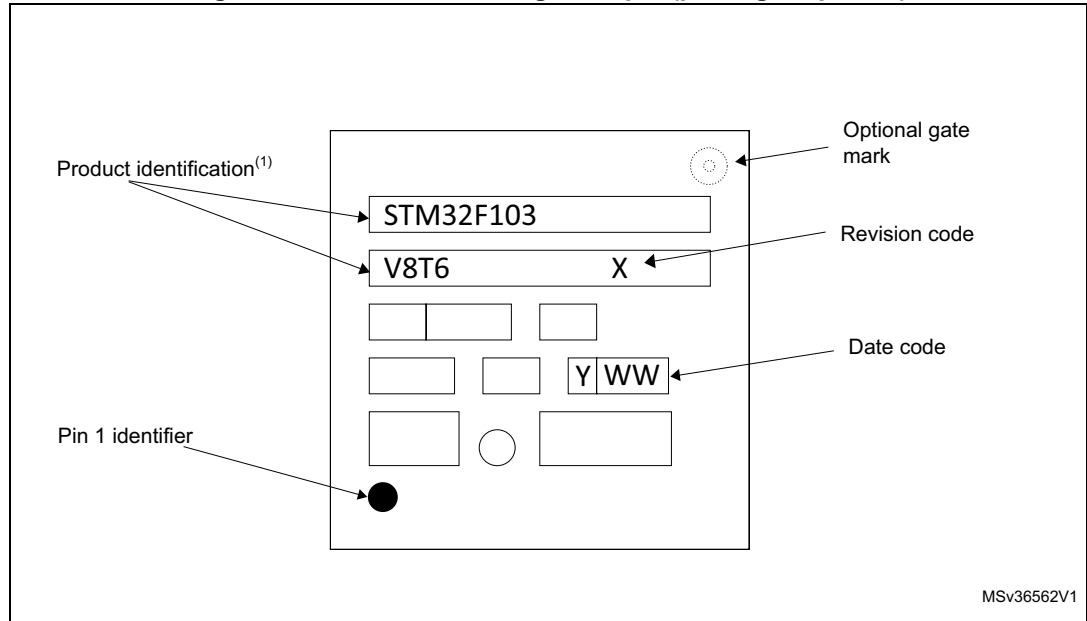 Optional gate
mark
Product identification(1)
STM32F103
Revision code
V8T6 X
Date code
Y WW
Pin 1 identifier
MSv36562V1